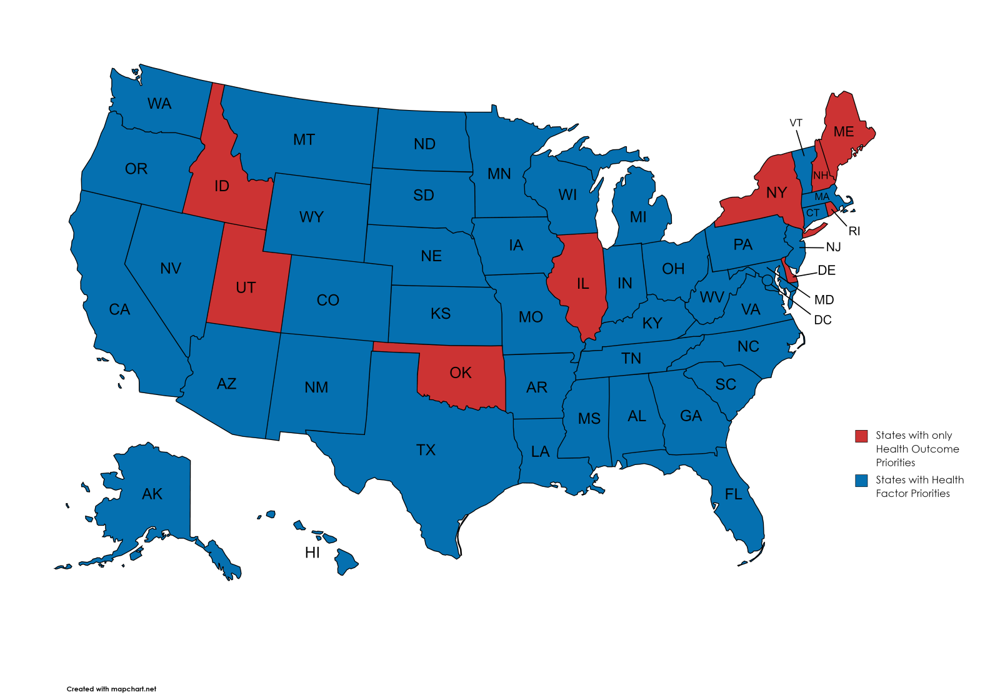 WA
MT
ND
MN
VT
ME
OR
ID
SD
WI
NH
NY
MA
WY
MI
CT
RI
IA
PA
NJ
NE
NV
OH
DE
UT
IN
IL
CO
WV
MD
CA
KS
MO
VA
KY
DC
NC
TN
OK
AZ
NM
AR
SC
MS
AL
GA
TX
LA
States with only
Health Outcome
Priorities
States with Health
Factor Priorities
AK
FL
HI
Created with mapchart.net